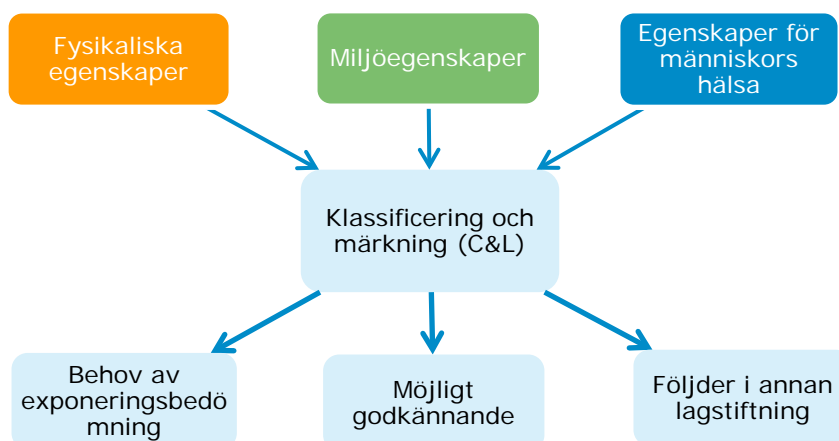 Fysikaliska
egenskaper
Miljöegenskaper
Egenskaper för
människors
hälsa
Klassificering och
märkning (C&L)
Behov av
exponeringsbedö
mning
Möjligt
godkännande
Följder i annan
lagstiftning